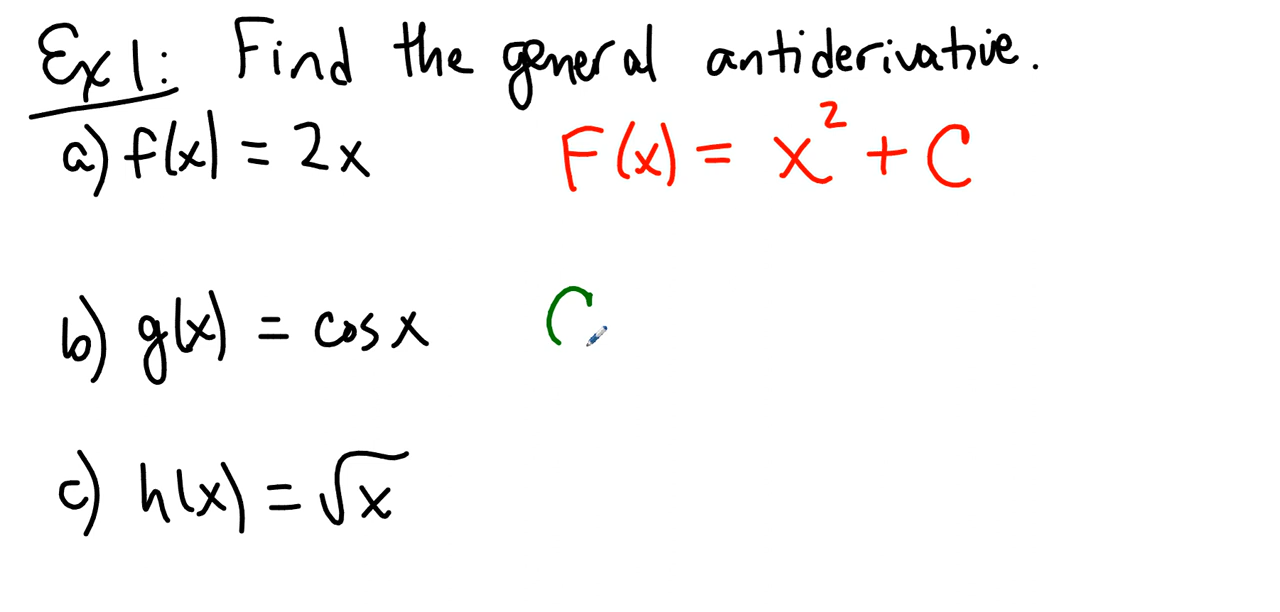 Ex 1: Find the general antiderivative.
a) f(x) = 2x F(x) = x² + C
b) g(x) = cos x
c) h(x) = √x